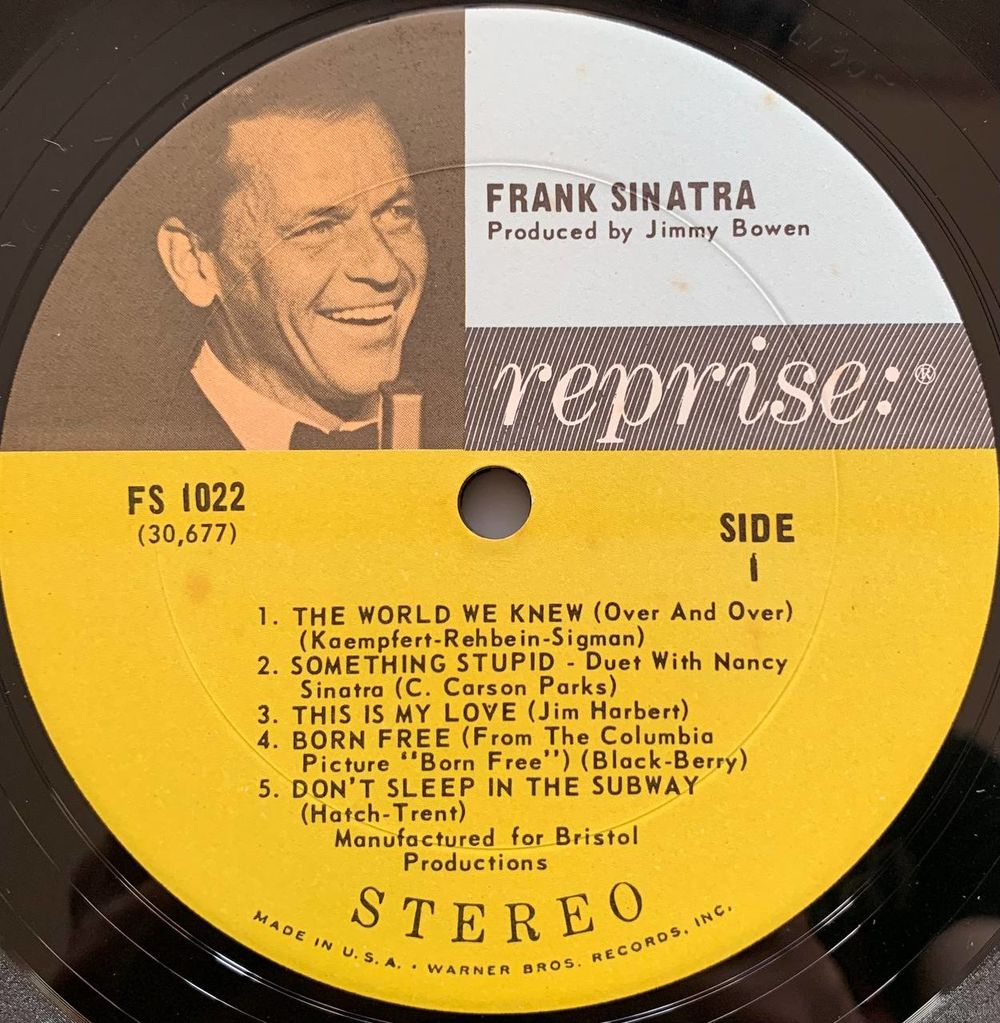 FRANK SINATRA
Produced by Jimmy Bowen
reprise:®
FS 1022
(30,677)
SIDE
1
1. THE WORLD WE KNEW (Over And Over)
(Kaempfert-Rehbein-Sigman)
2. SOMETHING STUPID - Duet With Nancy
Sinatra (C. Carson Parks)
3. THIS IS MY LOVE (Jim Harbert)
4. BORN FREE (From The Columbia
Picture "Born Free") (Black-Berry)
5. DON'T SLEEP IN THE SUBWAY
(Hatch-Trent)
Manufactured for Bristol
Productions
STEREO
MADE IN U.S.A. • WARNER BROS. RECORDS, INC.